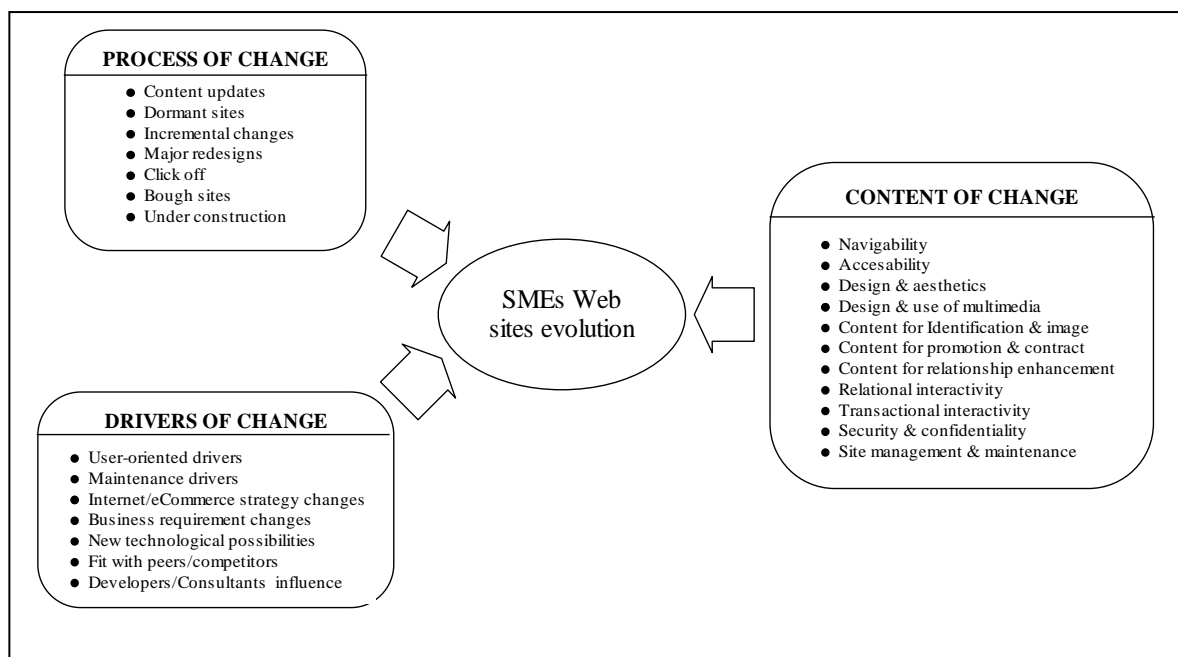 PROCESS OF CHANGE
● Content updates
● Dormant sites
● Incremental changes
● Major redesigns
● Click off
● Bough sites
● Under construction
SMEs Web
sites evolution
CONTENT OF CHANGE
● Navigability
● Accesability
● Design & aesthetics
● Design & use of multimedia
● Content for Identification & image
● Content for promotion & contract
● Content for relationship enhancement
● Relational interactivity
● Transactional interactivity
● Security & confidentiality
● Site management & maintenance
DRIVERS OF CHANGE
● User-oriented drivers
● Maintenance drivers
● Internet/eCommerce strategy changes
● Business requirement changes
● New technological possibilities
● Fit with peers/competitors
● Developers/Consultants influence